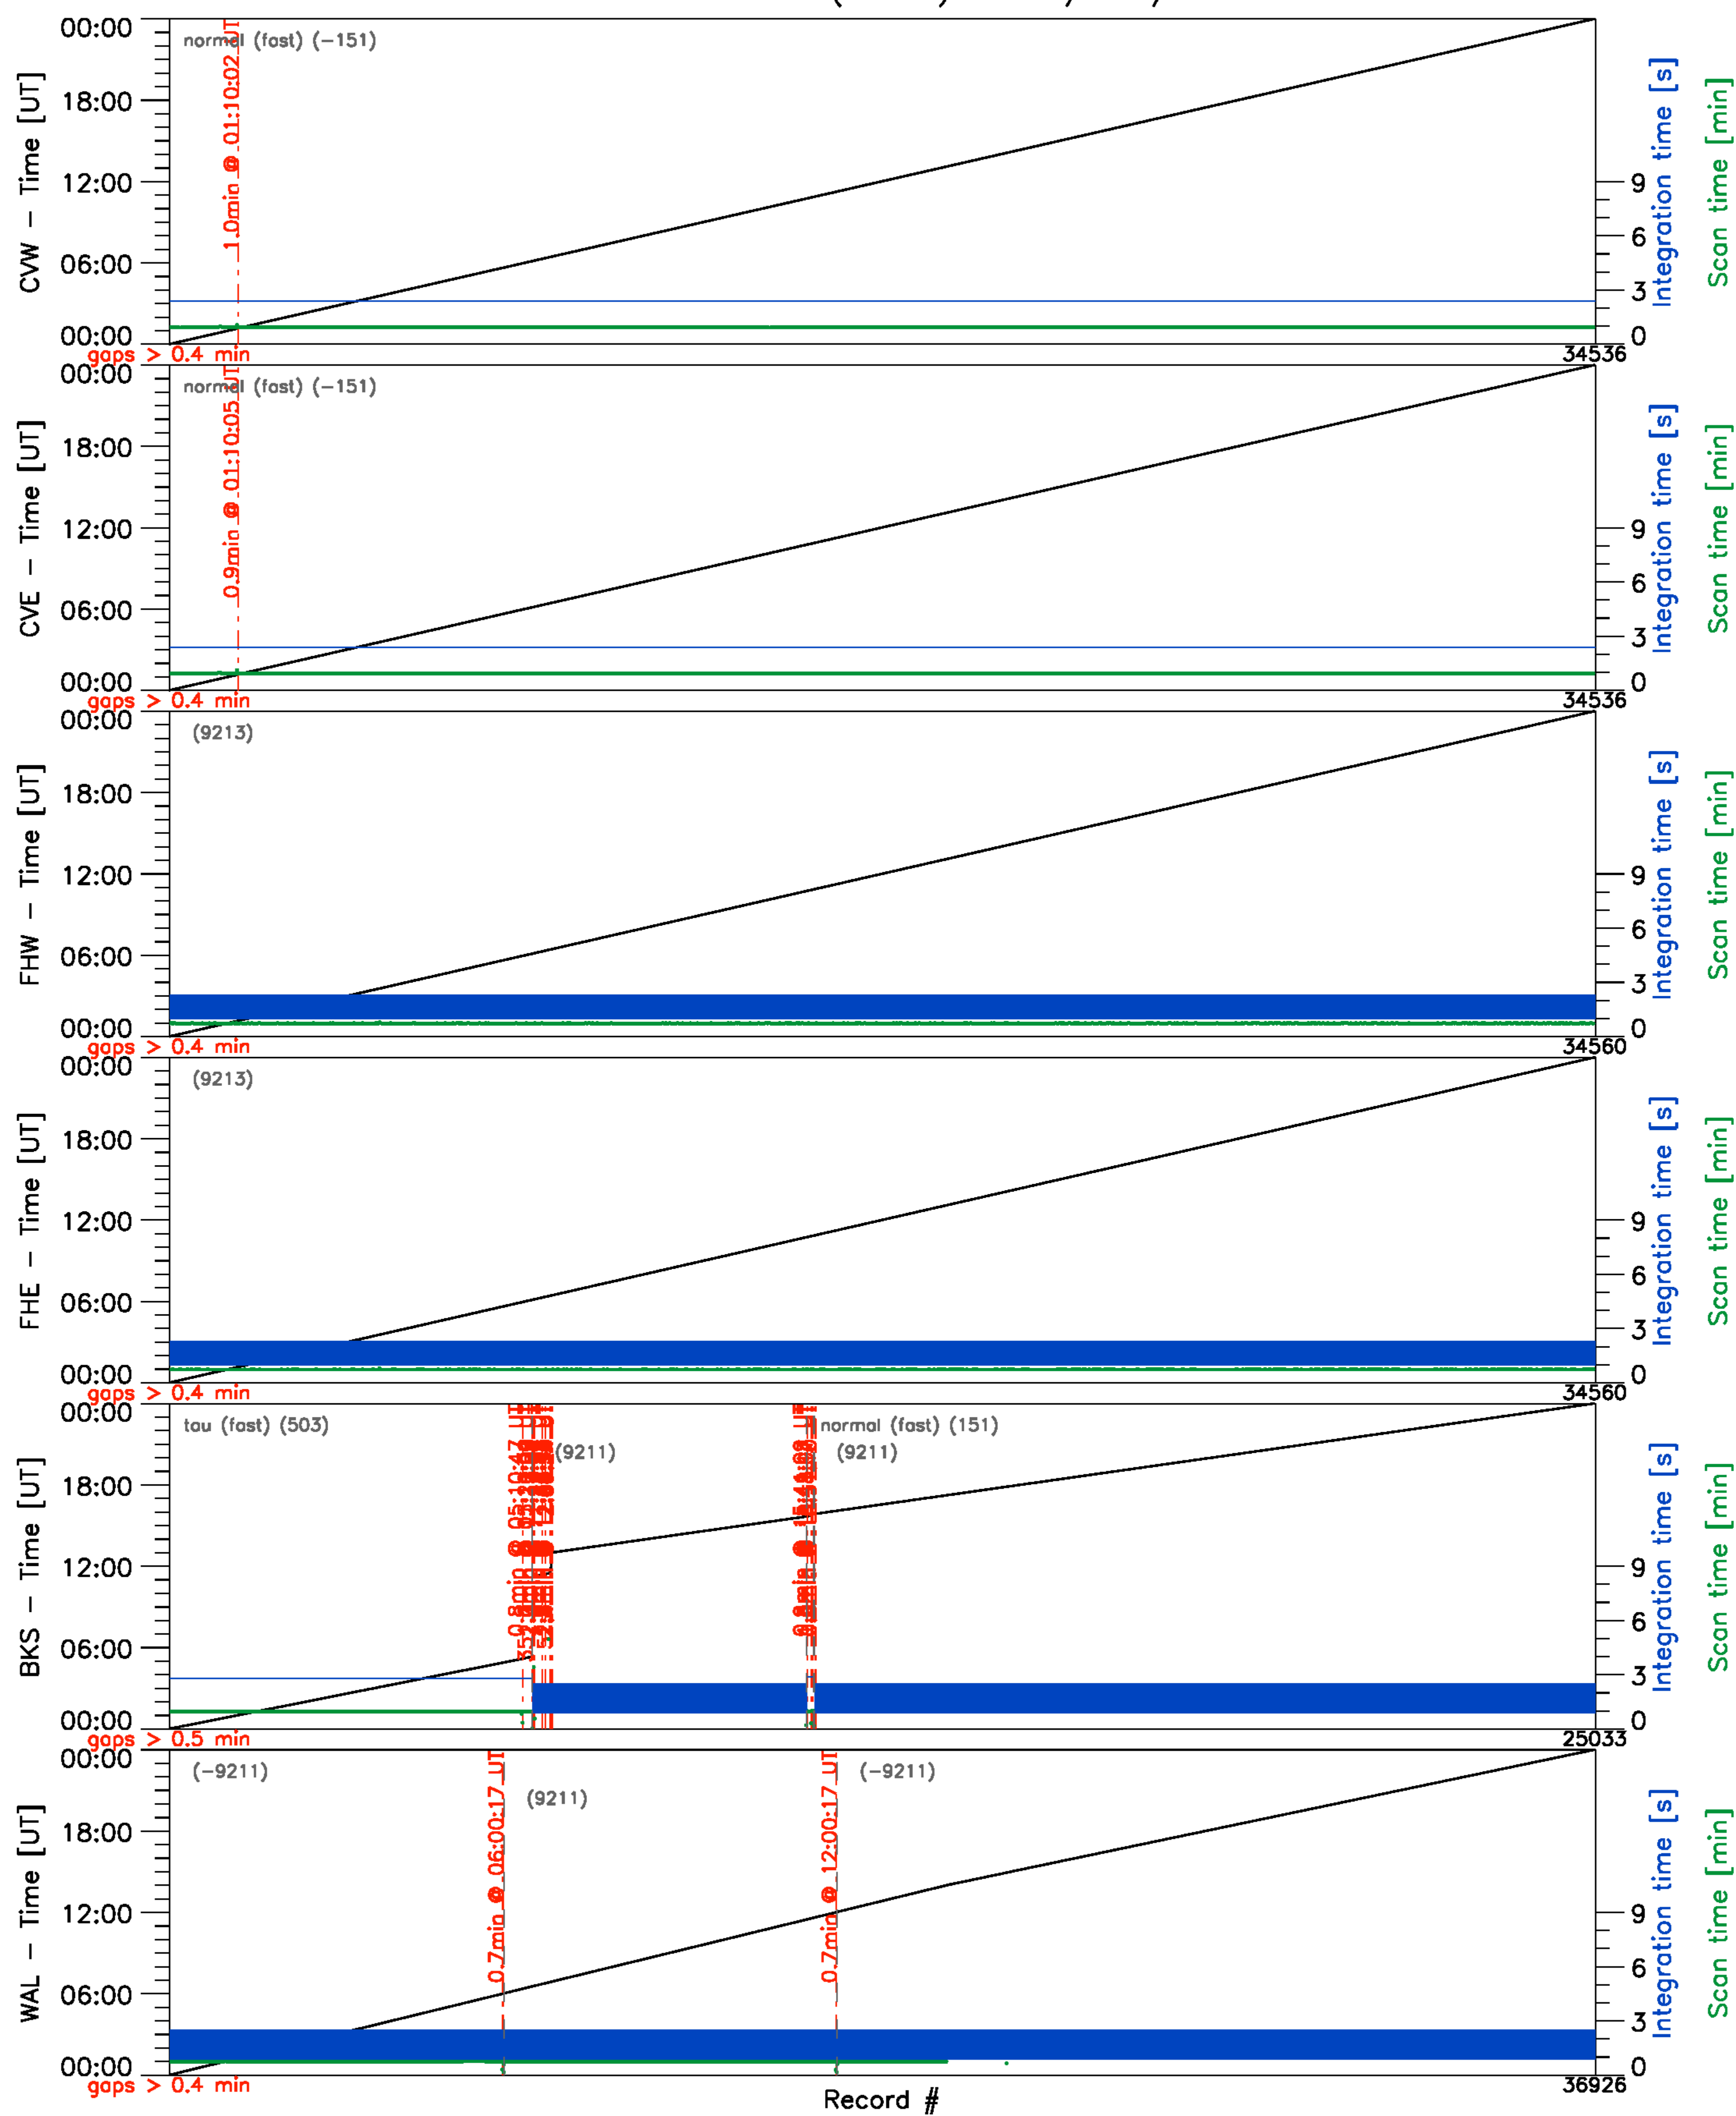 00:00
normal (fast) (-151)
CVW - Time [UT]
18:00
12:00
06:00
00:00
1.0min @ 01:10:02 UT
9
6
3
0
Integration time [s]
Scan time [min]
gaps > 0.4 min
34536
00:00
normal (fast) (-151)
CVE - Time [UT]
18:00
12:00
06:00
00:00
0.9min @ 01:10:05 UT
9
6
3
0
Integration time [s]
Scan time [min]
gaps > 0.4 min
34536
00:00
(9213)
FHW - Time [UT]
18:00
12:00
06:00
00:00
9
6
3
0
Integration time [s]
Scan time [min]
gaps > 0.4 min
34560
00:00
(9213)
FHE - Time [UT]
18:00
12:00
06:00
00:00
9
6
3
0
Integration time [s]
Scan time [min]
gaps > 0.4 min
34560
00:00
tau (fast) (503)
(9211)
normal (fast) (151)
(9211)
BKS - Time [UT]
18:00
12:00
06:00
00:00
0.8min @ 05:10:47 UT
9
6
3
0
Integration time [s]
Scan time [min]
gaps > 0.5 min
25033
00:00
(-9211)
(9211)
(-9211)
WAL - Time [UT]
18:00
12:00
06:00
00:00
0.7min @ 06:00:17 UT
0.7min @ 12:00:17 UT
9
6
3
0
Integration time [s]
Scan time [min]
gaps > 0.4 min
36926
Record #